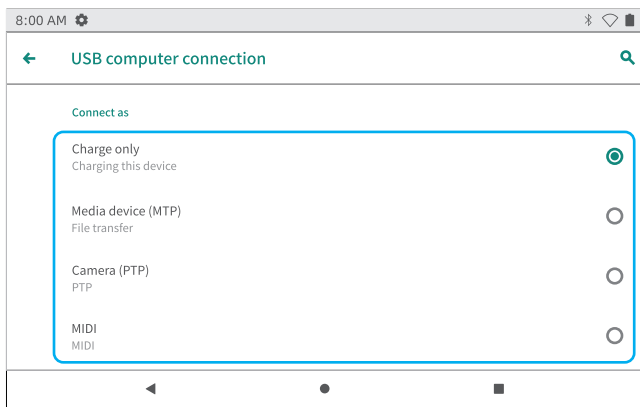 8:00 AM
USB computer connection
Connect as
Charge only
Charging this device
Media device (MTP)
File transfer
Camera (PTP)
PTP
MIDI
MIDI